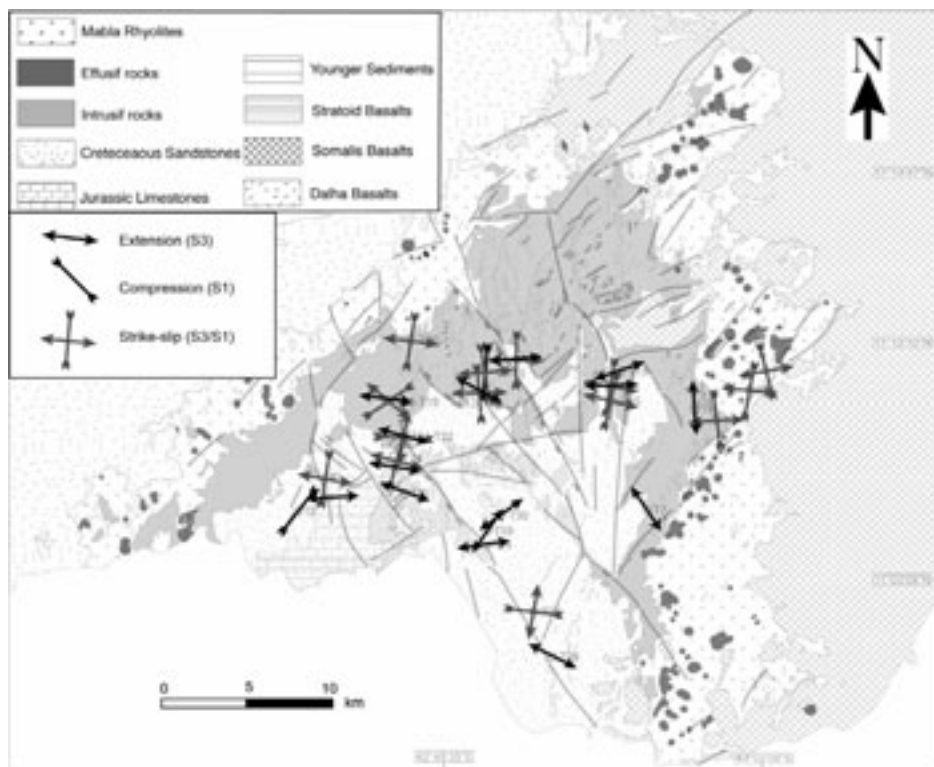 Mabla Rhyolites
Effusif rocks
Intrusif rocks
Creteceaous Sandstones
Jurassic Limestones
Younger Sediments
Stratoid Basalts
Somalis Basalts
Dalha Basalts
Extension (S3)
Compression (S1)
Strike-slip (S3/S1)
N
0 5 10
km